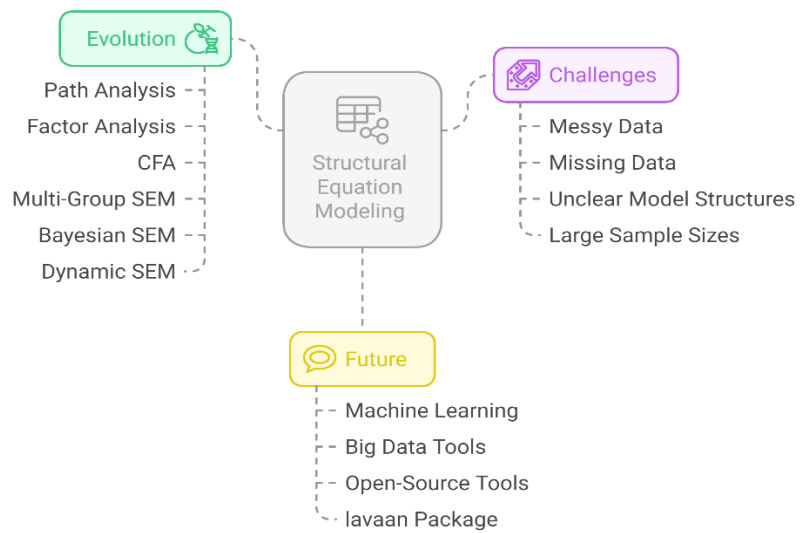 Evolution
Path Analysis
Factor Analysis
CFA
Multi-Group SEM
Bayesian SEM
Dynamic SEM
Structural
Equation
Modeling
Challenges
Messy Data
Missing Data
Unclear Model Structures
Large Sample Sizes
Future
Machine Learning
Big Data Tools
Open-Source Tools
lavaan Package